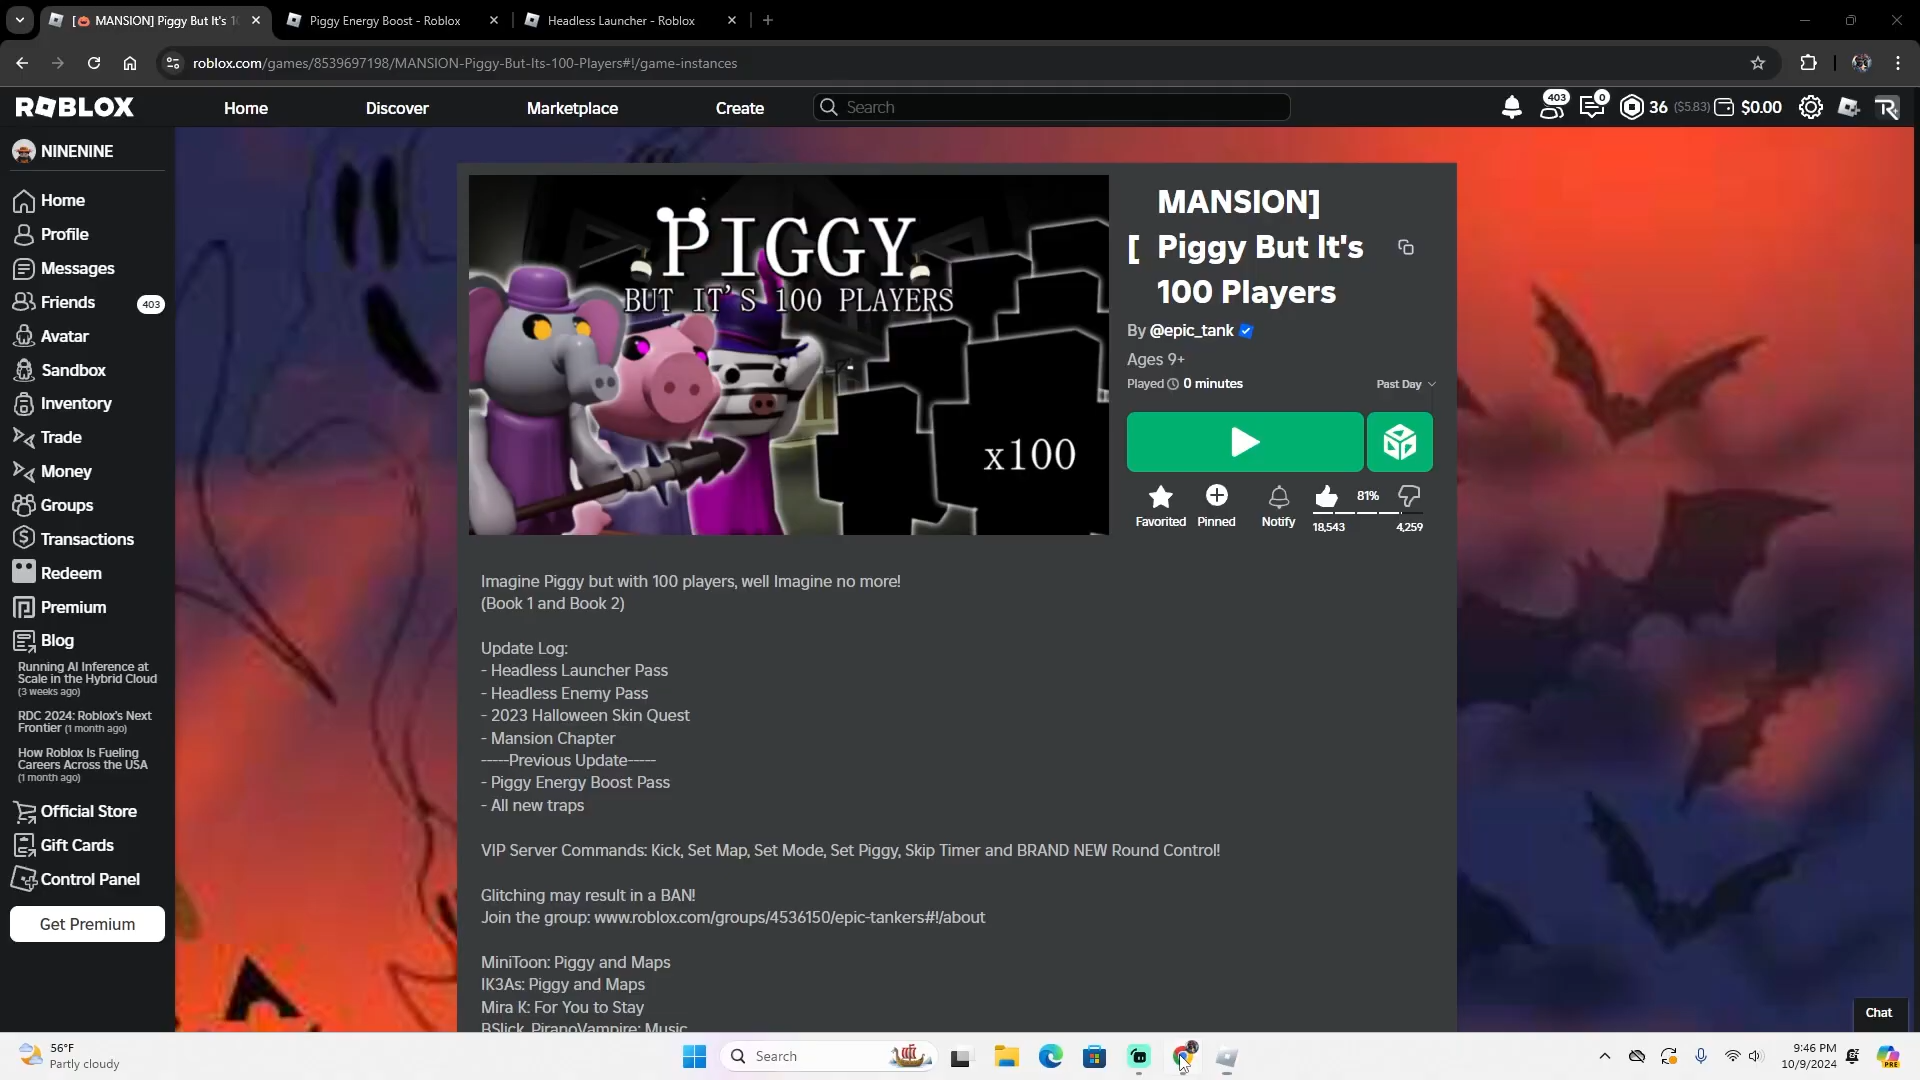 [ MANSION] Piggy But It's 1
Piggy Energy Boost - Roblox
Headless Launcher - Roblox
roblox.com/games/8539697198/MANSION-Piggy-But-Its-100-Players#!/game-instances
ROBLOX
Home
Discover
Marketplace
Create
Search
403
0
36 ($5.83)
$0.00
NINENINE
Home
Profile
Messages
Friends 403
Avatar
Sandbox
Inventory
Trade
Money
Groups
Transactions
Redeem
Premium
Blog
Running AI Inference at
Scale in the Hybrid Cloud
(3 weeks ago)
RDC 2024: Roblox's Next
Frontier (1 month ago)
How Roblox Is Fueling
Careers Across the USA
(1 month ago)
Official Store
Gift Cards
Control Panel
Get Premium
PIGGY
BUT IT'S 100 PLAYERS
x100
MANSION]
[ Piggy But It's
100 Players
By @epic_tank
Ages 9+
Played 0 minutes
Past Day
Favorited
Pinned
Notify
81%
18,543
4,259
Imagine Piggy but with 100 players, well Imagine no more!
(Book 1 and Book 2)
Update Log:
- Headless Launcher Pass
- Headless Enemy Pass
- 2023 Halloween Skin Quest
- Mansion Chapter
-----Previous Update-----
- Piggy Energy Boost Pass
- All new traps
VIP Server Commands: Kick, Set Map, Set Mode, Set Piggy, Skip Timer and BRAND NEW Round Control!
Glitching may result in a BAN!
Join the group: www.roblox.com/groups/4536150/epic-tankers#!/about
MiniToon: Piggy and Maps
IK3As: Piggy and Maps
Mira K: For You to Stay
BSlick, PiranoVampire: Music
Chat
56°F
Partly cloudy
Search
9:46 PM
10/9/2024
PRE